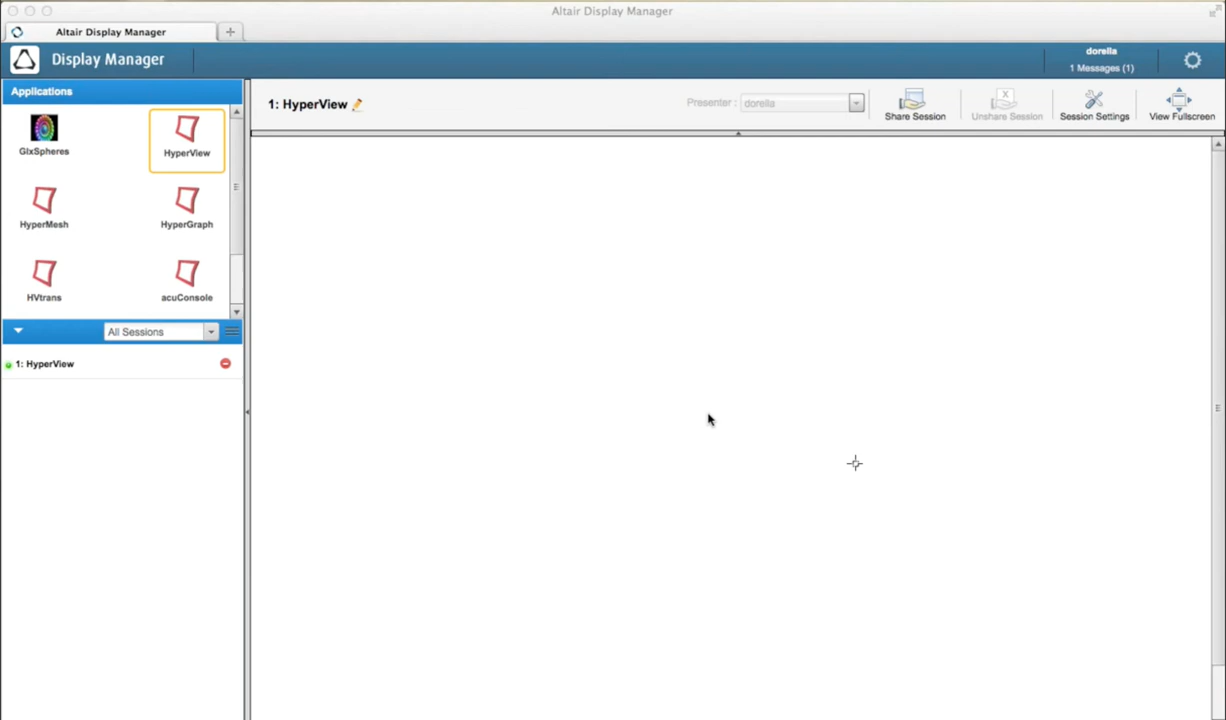 Altair Display Manager
Altair Display Manager
Display Manager
dorella
1 Messages (1)
Applications
GlxSpheres
HyperView
HyperMesh
HyperGraph
HVtrans
acuConsole
All Sessions
1: HyperView
1: HyperView
Presenter : dorella
Share Session
Unshare Session
Session Settings
View Fullscreen